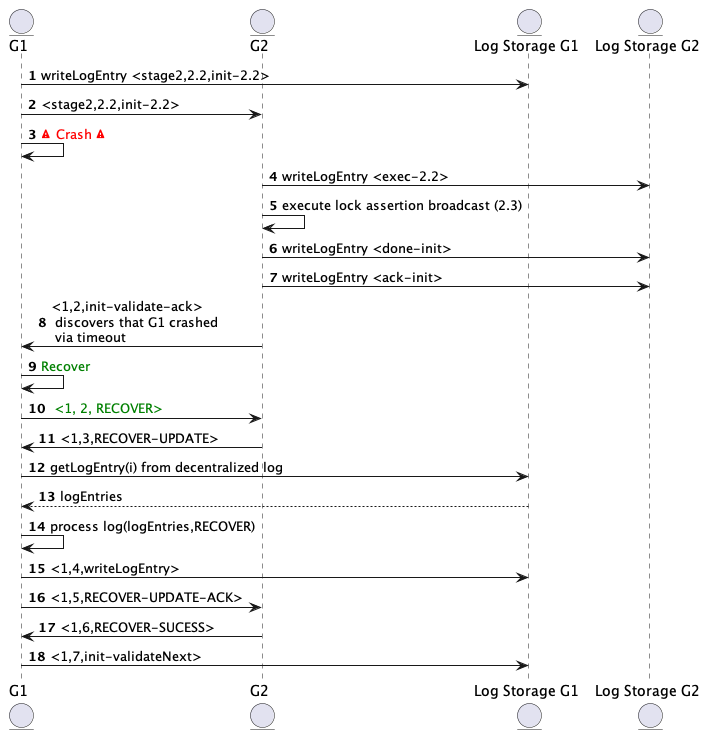 G1 G2 Log Storage G1 Log Storage G2
1 writeLogEntry <stage2,2.2,init-2.2>
2 <stage2,2.2,init-2.2>
3 ⚠ Crash ⚠
4 writeLogEntry <exec-2.2>
5 execute lock assertion broadcast (2.3)
6 writeLogEntry <done-init>
7 writeLogEntry <ack-init>
<1,2,init-validate-ack>
8 discovers that G1 crashed
via timeout
9 Recover
10 <1, 2, RECOVER>
11 <1,3,RECOVER-UPDATE>
12 getLogEntry(i) from decentralized log
13 logEntries
14 process log(logEntries,RECOVER)
15 <1,4,writeLogEntry>
16 <1,5,RECOVER-UPDATE-ACK>
17 <1,6,RECOVER-SUCESS>
18 <1,7,init-validateNext>
G1 G2 Log Storage G1 Log Storage G2